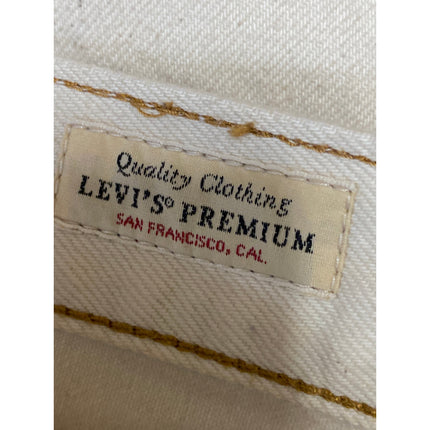 Quality Clothing
LEVI'S® PREMIUM
SAN FRANCISCO, CAL.